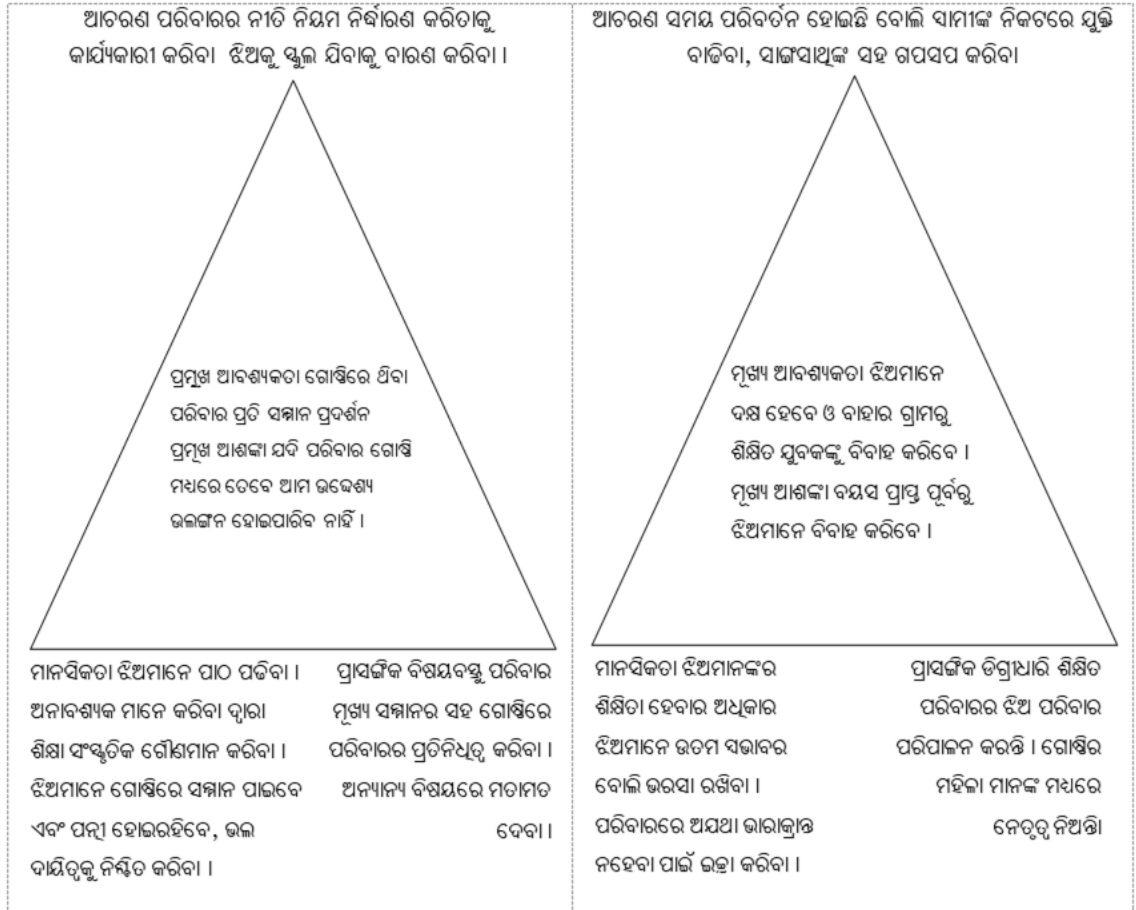 ଆଚରଣ ପରିବାରର ନୀତି ନିୟମ ନିର୍ଦ୍ଧାରଣ କରିତାକୁ
କାର୍ଯ୍ୟକାରୀ କରିବା ଝିଅକୁ ସ୍କୁଲ ଯିବାକୁ ବାରଣ କରିବା ।
ପ୍ରମୁଖ ଆବଶ୍ୟକତା ଗୋଷ୍ଠିରେ ଥିବା
ପରିବାର ପ୍ରତି ସମ୍ମାନ ପ୍ରଦର୍ଶନ
ପ୍ରମୂଖ ଆଶଙ୍କା ଯଦି ପରିବାର ଗୋଷ୍ଠି
ମଧ୍ୟରେ ତେବେ ଆମ ଉଦ୍ଦେଶ୍ୟ
ଉଲଙ୍ଘନ ହୋଇପାରିବ ନାହିଁ ।
ମାନସିକତା ଝିଅମାନେ ପାଠ ପଢିବା ।
ଅନାବଶ୍ୟକ ମାନେ କରିବା ଦ୍ୱାରା
ଶିକ୍ଷା ସଂସ୍କୃତିକ ଗୌଣମାନ କରିବା ।
ଝିଅମାନେ ଗୋଷ୍ଠିରେ ସମ୍ମାନ ପାଇବେ
ଏବଂ ପତ୍ନୀ ହୋଇରହିବେ, ଭଲ
ଦାୟିତ୍ୱକୁ ନିଶ୍ଚିତ କରିବା ।
ପ୍ରାସଙ୍ଗିକ ବିଷୟବସ୍ତୁ ପରିବାର
ମୂଖ୍ୟ ସମ୍ମାନର ସହ ଗୋଷ୍ଠିରେ
ପରିବାରର ପ୍ରତିନିଧିତ୍ୱ କରିବା ।
ଅନ୍ୟାନ୍ୟ ବିଷୟରେ ମତାମତ
ଦେବା ।
ଆଚରଣ ସମୟ ପରିବର୍ତନ ହୋଇଛି ବୋଲି ସାମୀଙ୍କ ନିକଟରେ ଯୁକ୍ତି
ବାଢିବା, ସାଙ୍ଗସାଥିଙ୍କ ସହ ଗପସପ କରିବା
ମୂଖ୍ୟ ଆବଶ୍ୟକତା ଝିଅମାନେ
ଦକ୍ଷ ହେବେ ଓ ବାହାର ଗ୍ରାମରୁ
ଶିକ୍ଷିତ ଯୁବକଙ୍କୁ ବିବାହ କରିବେ ।
ମୂଖ୍ୟ ଆଶଙ୍କା ବୟସ ପ୍ରାପ୍ତ ପୂର୍ବରୁ
ଝିଅମାନେ ବିବାହ କରିବେ ।
ମାନସିକତା ଝିଅମାନଙ୍କର
ଶିକ୍ଷିତା ହେବାର ଅଧିକାର
ଝିଅମାନେ ଉତମ ସଭାବର
ବୋଲି ଭରସା ରଖିବା ।
ପରିବାରରେ ଅଯଥା ଭାରାକ୍ରାନ୍ତ
ନହେବା ପାଇଁ ଇଚ୍ଛା କରିବା ।
ପ୍ରାସଙ୍ଗିକ ଡିଗ୍ରୀଧାରି ଶିକ୍ଷିତ
ପରିବାରର ଝିଅ ପରିବାର
ପରିପାଳନ କରନ୍ତି । ଗୋଷ୍ଠିର
ମହିଳା ମାନଙ୍କ ମଧ୍ୟରେ
ନେତୃତ୍ୱ ନିଅନ୍ତି।